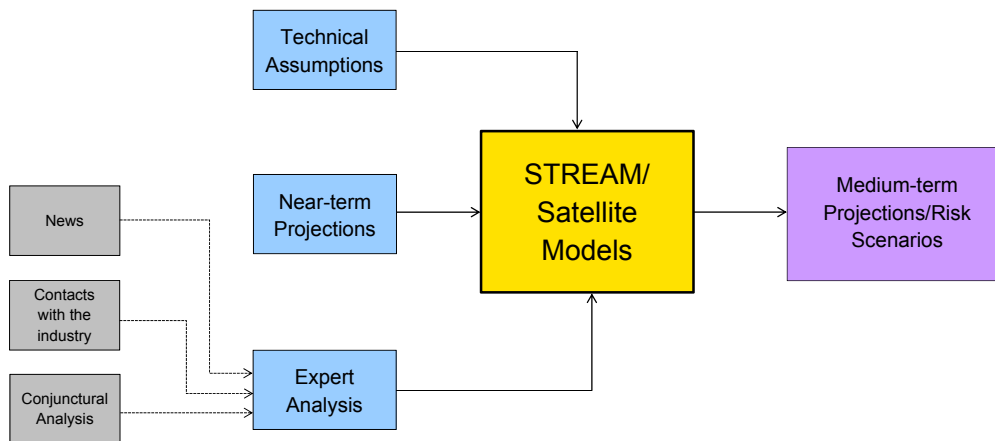 Technical
Assumptions
Near-term
Projections
News
Contacts
with the
industry
Conjunctural
Analysis
Expert
Analysis
STREAM/
Satellite
Models
Medium-term
Projections/Risk
Scenarios